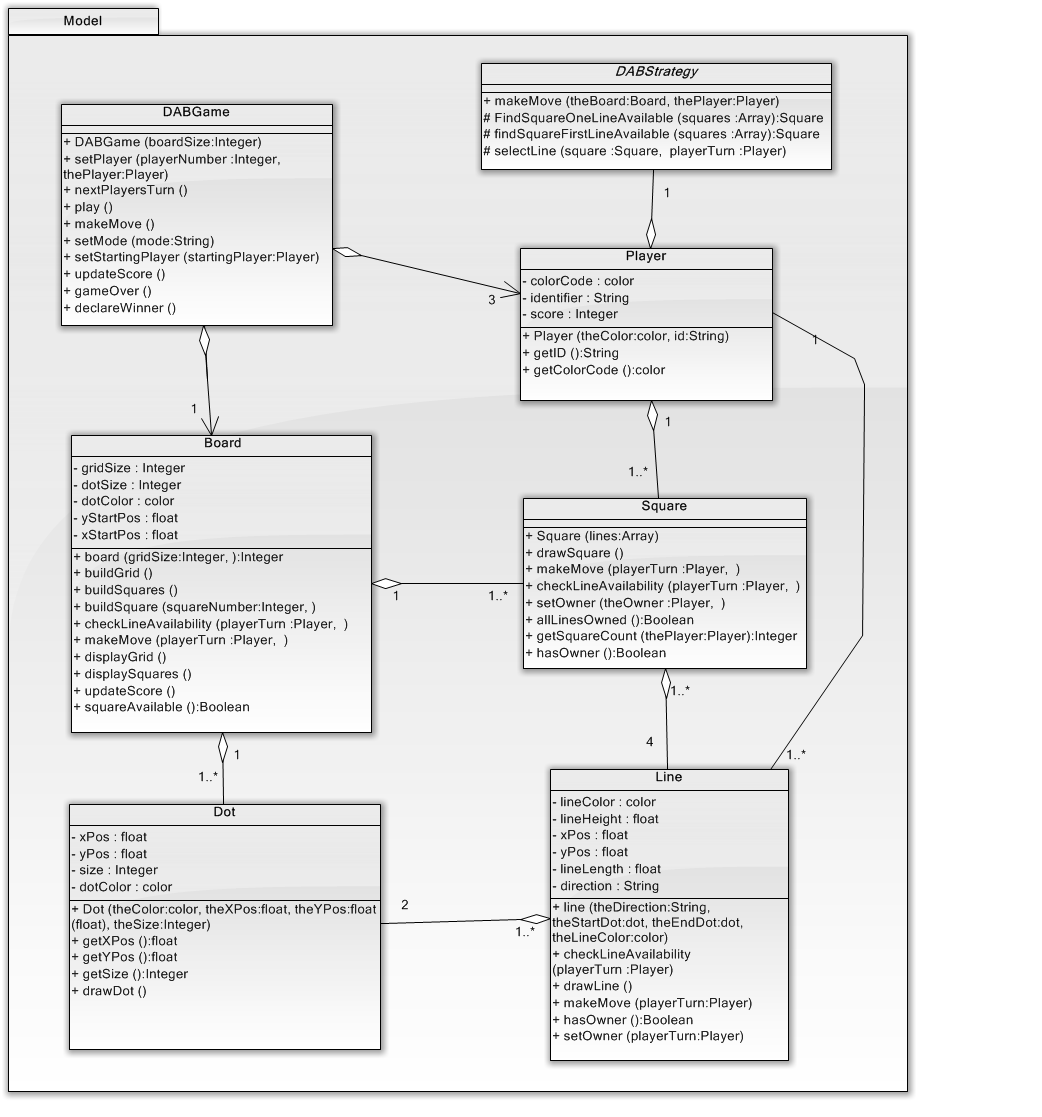 Model
DABGame
+ DABGame (boardSize:Integer)
+ setPlayer (playerNumber :Integer,
thePlayer:Player)
+ nextPlayersTurn ()
+ play ()
+ makeMove ()
+ setMode (mode:String)
+ setStartingPlayer (startingPlayer:Player)
+ updateScore ()
+ gameOver ()
+ declareWinner ()
DABStrategy
+ makeMove (theBoard:Board, thePlayer:Player)
# FindSquareOneLineAvailable (squares :Array):Square
# findSquareFirstLineAvailable (squares :Array):Square
# selectLine (square :Square,  playerTurn :Player)
1
3
Player
- colorCode : color
- identifier : String
- score : Integer
+ Player (theColor:color, id:String)
+ getID ():String
+ getColorCode ():color
1
1
1
1..*
Board
- gridSize : Integer
- dotSize : Integer
- dotColor : color
- yStartPos : float
- xStartPos : float
+ board (gridSize:Integer, ):Integer
+ buildGrid ()
+ buildSquares ()
+ buildSquare (squareNumber:Integer, )
+ checkLineAvailability (playerTurn :Player,  )
+ makeMove (playerTurn :Player,  )
+ displayGrid ()
+ displaySquares ()
+ updateScore ()
+ squareAvailable ():Boolean
1
1..*
Square
+ Square (lines:Array)
+ drawSquare ()
+ makeMove (playerTurn :Player,  )
+ checkLineAvailability (playerTurn :Player,  )
+ setOwner (theOwner :Player,  )
+ allLinesOwned ():Boolean
+ getSquareCount (thePlayer:Player):Integer
+ hasOwner ():Boolean
1..*
4
1..*
1
1..*
Dot
- xPos : float
- yPos : float
- size : Integer
- dotColor : color
+ Dot (theColor:color, theXPos:float, theYPos:float
(float), theSize:Integer)
+ getXPos ():float
+ getYPos ():float
+ getSize ():Integer
+ drawDot ()
2
1..*
Line
- lineColor : color
- lineHeight : float
- xPos : float
- yPos : float
- lineLength : float
- direction : String
+ line (theDirection:String,
theStartDot:dot, theEndDot:dot,
theLineColor:color)
+ checkLineAvailability
(playerTurn :Player)
+ drawLine ()
+ makeMove (playerTurn:Player)
+ hasOwner ():Boolean
+ setOwner (playerTurn:Player)